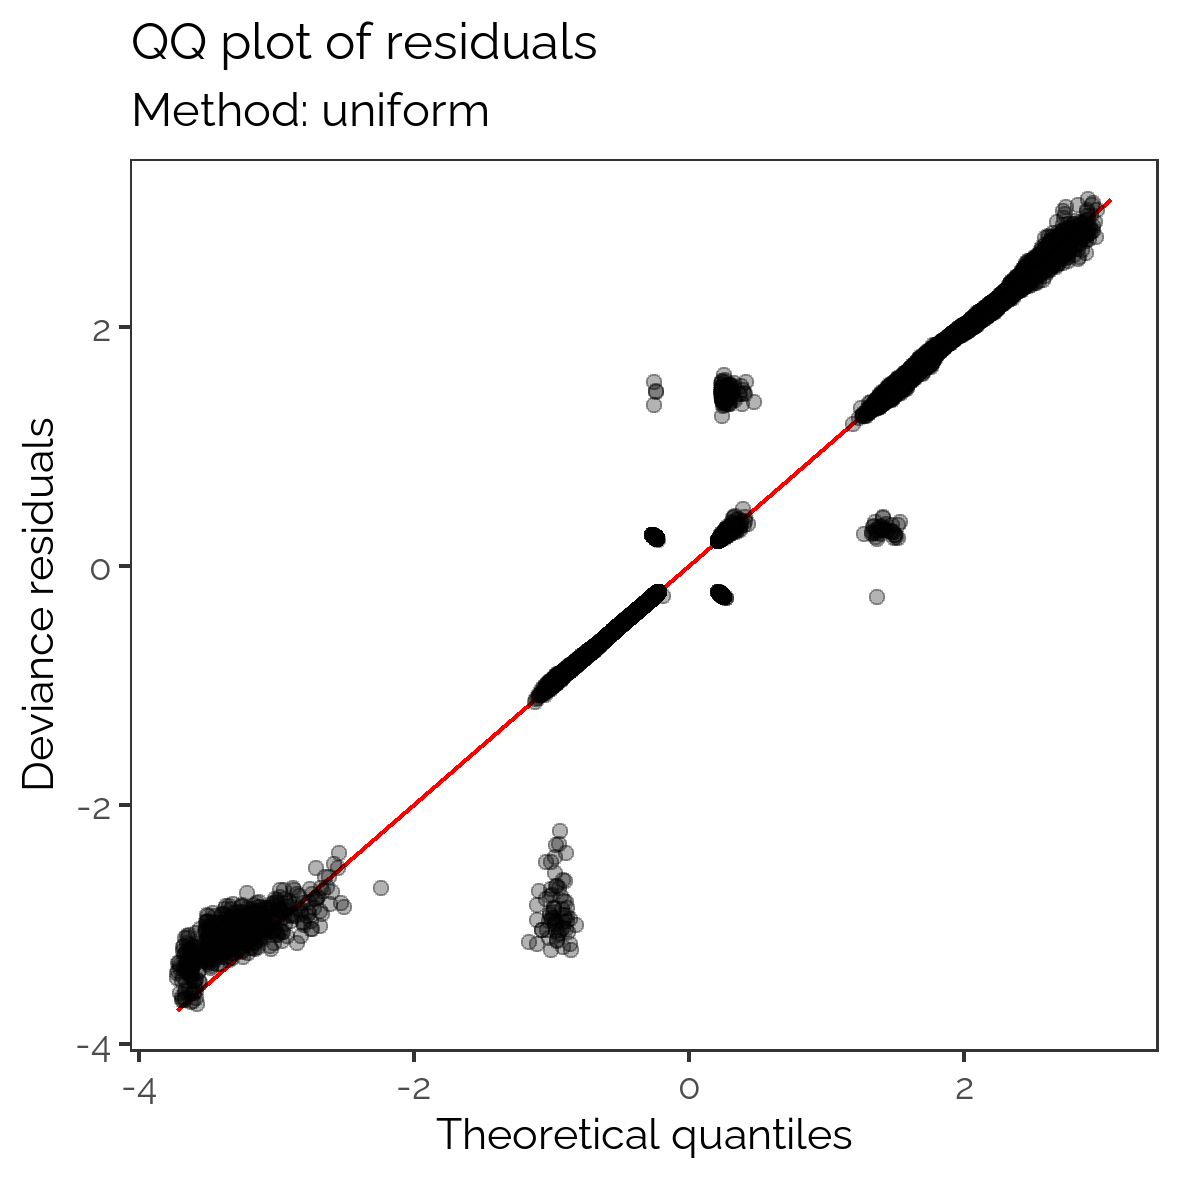 QQ plot of residuals
Method: uniform
Deviance residuals
2
0
-2
-4
-4 -2 0 2
Theoretical quantiles